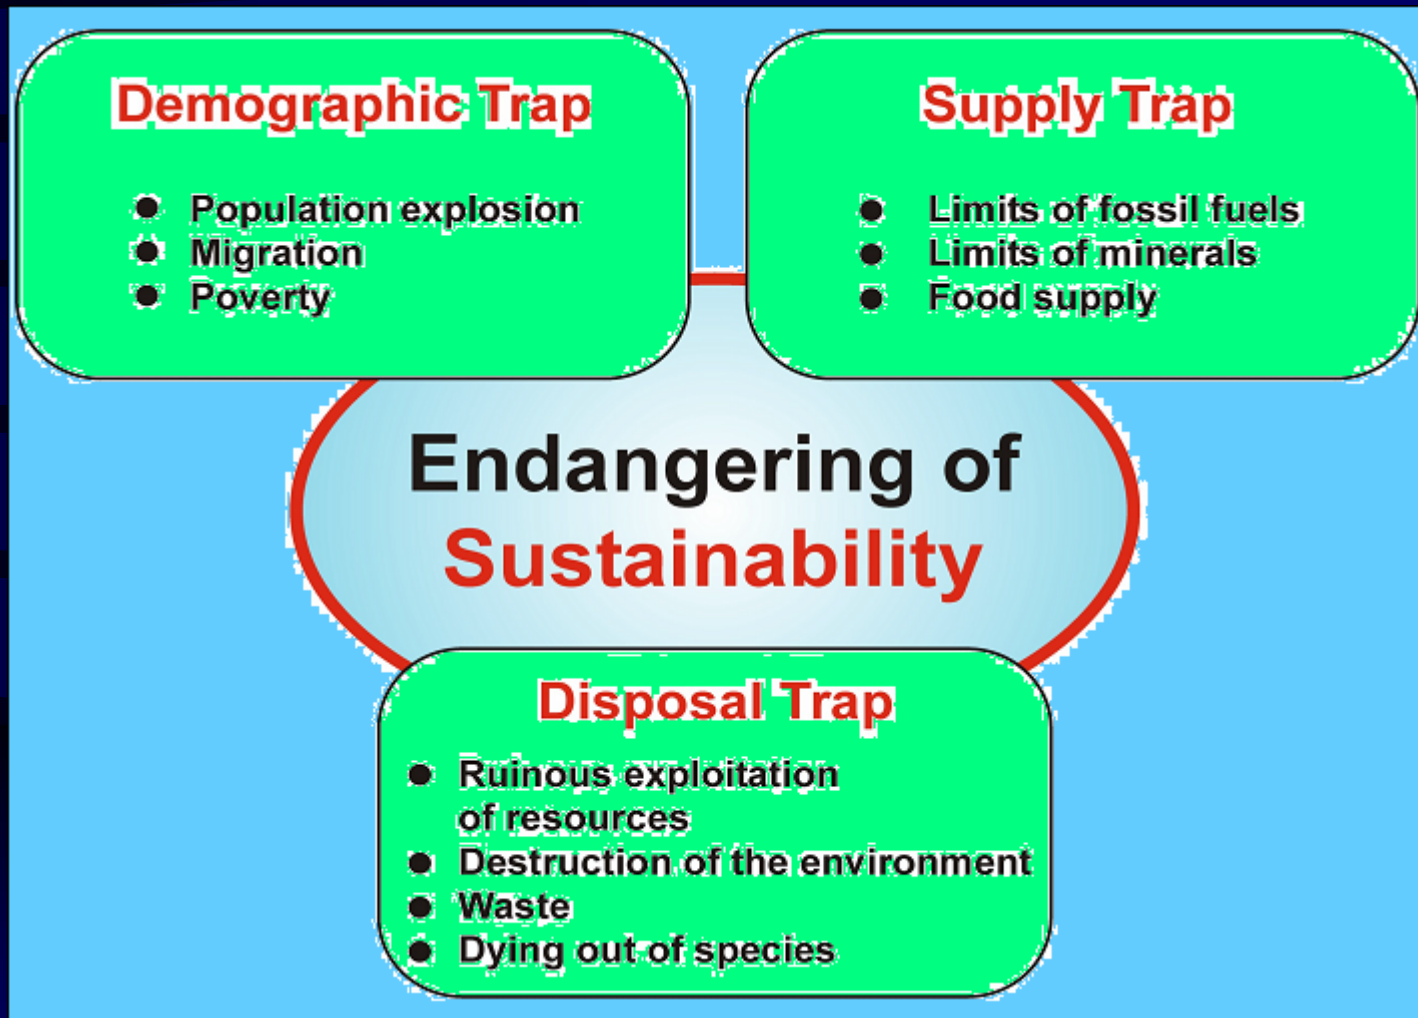 Demographic Trap
● Population explosion
● Migration
● Poverty
Supply Trap
● Limits of fossil fuels
● Limits of minerals
● Food supply
Endangering of
Sustainability
Disposal Trap
● Ruinous exploitation
of resources
● Destruction of the environment
● Waste
● Dying out of species